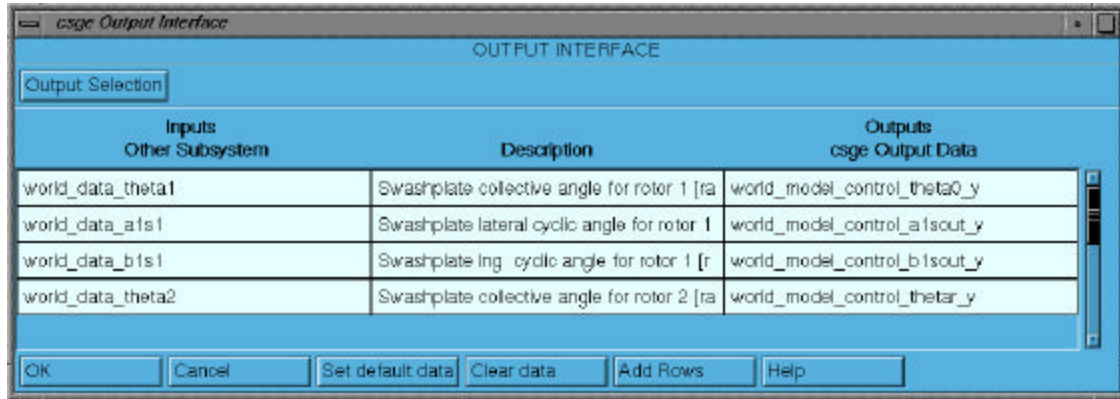 csge Output Interface
OUTPUT INTERFACE
Output Selection
Inputs
Other Subsystem
Description
Outputs
csge Output Data
world_data_theta1 Swashplate collective angle for rotor 1 [ra world_model_control_theta0_y
world_data_a1s1 Swashplate lateral cyclic angle for rotor 1 world_model_control_a1sout_y
world_data_b1s1 Swashplate lng cyclic angle for rotor 1 [r world_model_control_b1sout_y
world_data_theta2 Swashplate collective angle for rotor 2 [ra world_model_control_thetar_y
OK Cancel Set default data Clear data Add Rows Help